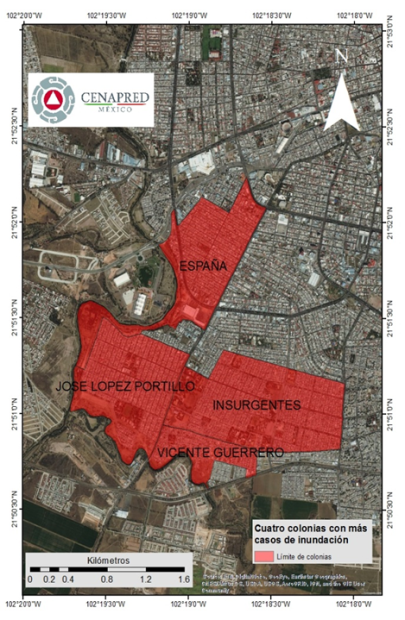 102°20'0"W 102°19'30"W 102°19'0"W 102°18'30"W 102°18'0"W
21°53'0"N
N
CENAPRED
MÉXICO
21°52'30"N 21°52'30"N
21°52'0"N 21°52'0"N
ESPAÑA
21°51'30"N 21°51'30"N
JOSE LOPEZ PORTILLO
INSURGENTES
21°51'0"N 21°51'0"N
VICENTE GUERRERO
21°50'30"N 21°50'30"N
Cuatro colonias con más
casos de inundación
Límite de colonias
Kilómetros
0 0.2 0.4 0.8 1.2 1.6
102°20'0"W 102°19'30"W 102°19'0"W 102°18'30"W 102°18'0"W